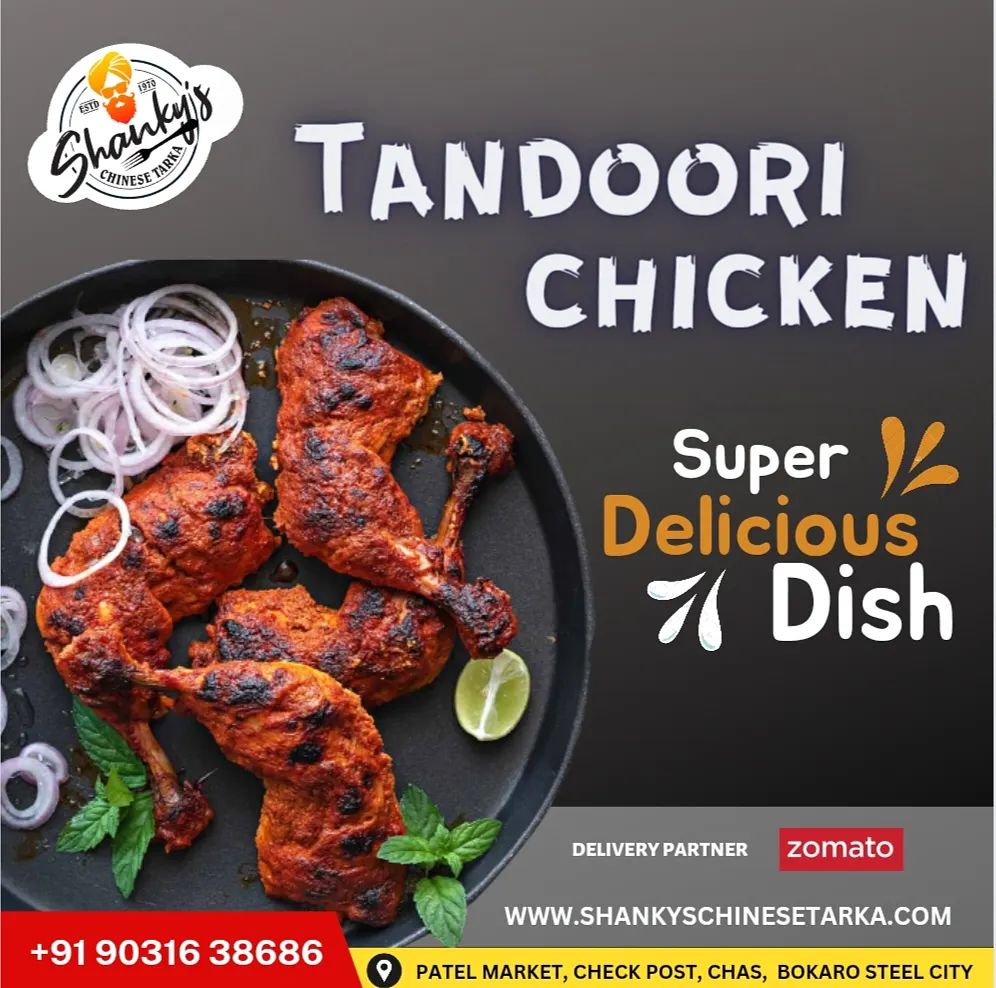 ESTD 1970
Shanky's
CHINESE TARKA
TANDOORI
CHICKEN
Super
Delicious
Dish
DELIVERY PARTNER zomato
WWW.SHANKYSCHINESETARKA.COM
+91 90316 38686
PATEL MARKET, CHECK POST, CHAS, BOKARO STEEL CITY